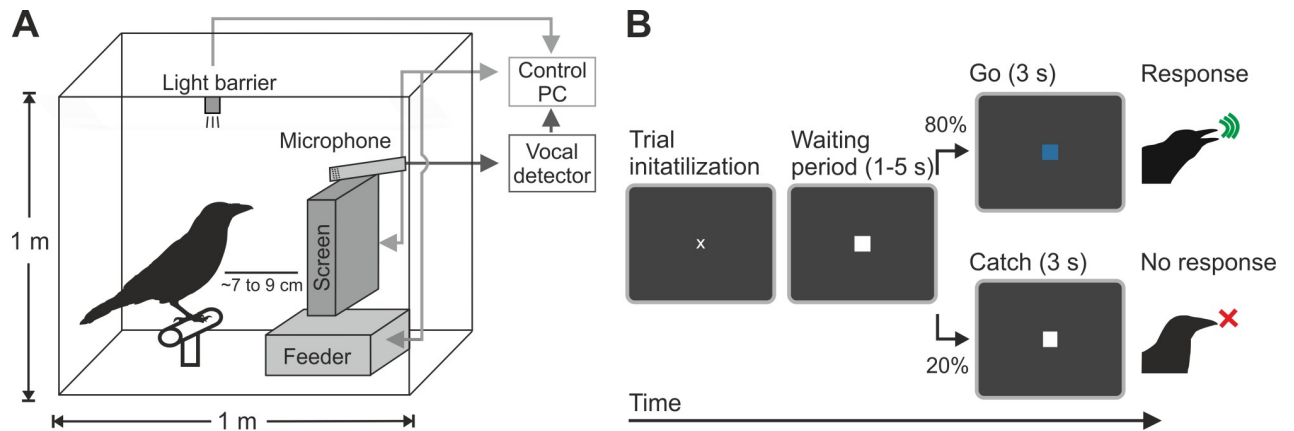 A
Light barrier
Control
PC
Microphone
Vocal
detector
1 m
Screen
~7 to 9 cm
Feeder
1 m
B
Go (3 s)
Response
80%
Trial
initatilization
Waiting
period (1-5 s)
x
Catch (3 s)
No response
20%
Time